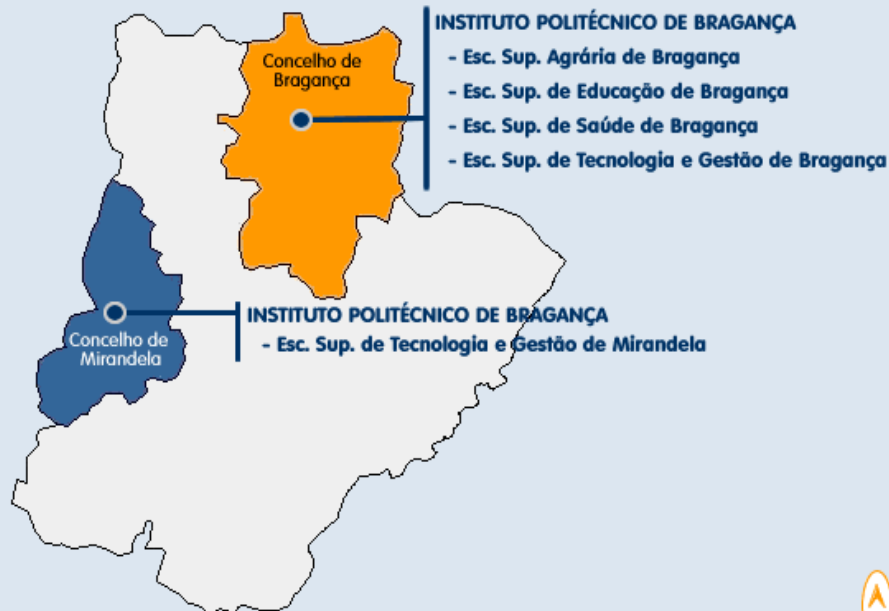 INSTITUTO POLITÉCNICO DE BRAGANÇA
- Esc. Sup. Agrária de Bragança
- Esc. Sup. de Educação de Bragança
- Esc. Sup. de Saúde de Bragança
- Esc. Sup. de Tecnologia e Gestão de Bragança
Concelho de
Bragança
INSTITUTO POLITÉCNICO DE BRAGANÇA
- Esc. Sup. de Tecnologia e Gestão de Mirandela
Concelho de
Mirandela